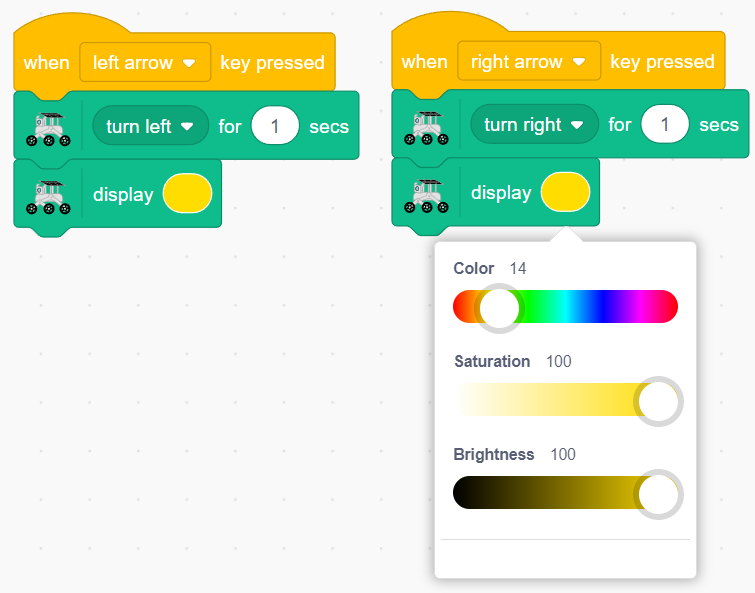 when left arrow key pressed
turn left for 1 secs
display
when right arrow key pressed
turn right for 1 secs
display
Color 14
Saturation 100
Brightness 100